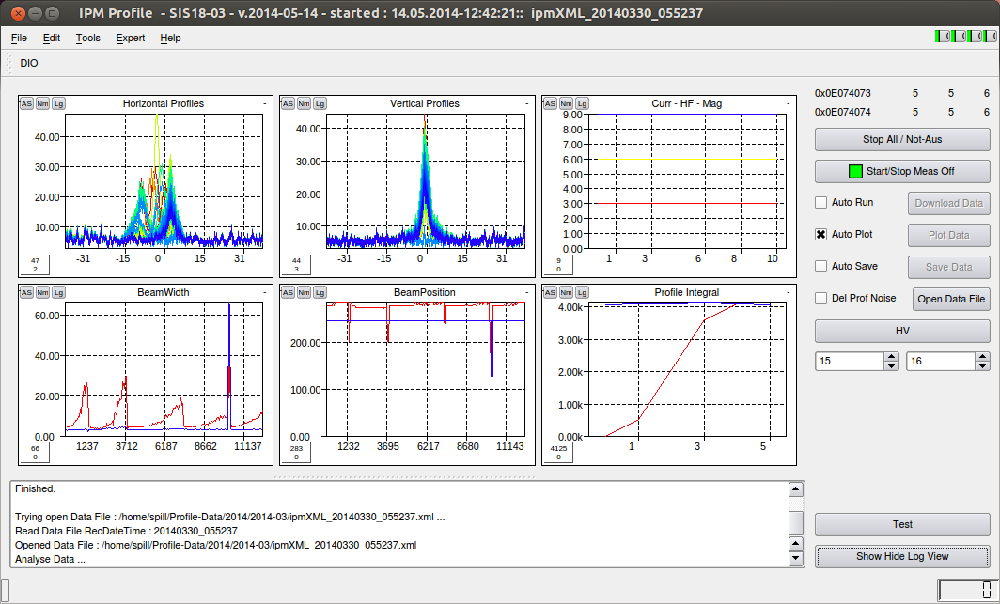 IPM Profile - SIS18-03 - v.2014-05-14 - started : 14.05.2014-12:42:21:: ipmXML_20140330_055237
File Edit Tools Expert Help
DIO
AS Nm Lg Horizontal Profiles -
40.00
30.00
20.00
10.00
-31 -15 0 15 31
47
2
AS Nm Lg Vertical Profiles -
40.00
30.00
20.00
10.00
-31 -15 0 15 31
44
3
AS Nm Lg Curr - HF - Mag -
9.00
8.00
7.00
6.00
5.00
4.00
3.00
2.00
1.00
0.00
1 3 6 8 10
9
0
AS Nm Lg BeamWidth -
60.00
40.00
20.00
0.00
1237 3712 6187 8662 11137
66
0
AS Nm Lg BeamPosition -
200.00
100.00
0.00
1232 3695 6217 8680 11143
283
0
AS Nm Lg Profile Integral -
4.00k
3.00k
2.00k
1.00k
0.00k
1 3 5
4125
0
0x0E074073 5 5 6
0x0E074074 5 5 6
Stop All / Not-Aus
Start/Stop Meas Off
Auto Run Download Data
Auto Plot Plot Data
Auto Save Save Data
Del Prof Noise Open Data File
HV
15 16
Finished.
Trying open Data File : /home/spill/Profile-Data/2014/2014-03/ipmXML_20140330_055237.xml ...
Read Data File RecDateTime : 20140330_055237
Opened Data File : /home/spill/Profile-Data/2014/2014-03/ipmXML_20140330_055237.xml
Analyse Data ...
Test
Show Hide Log View